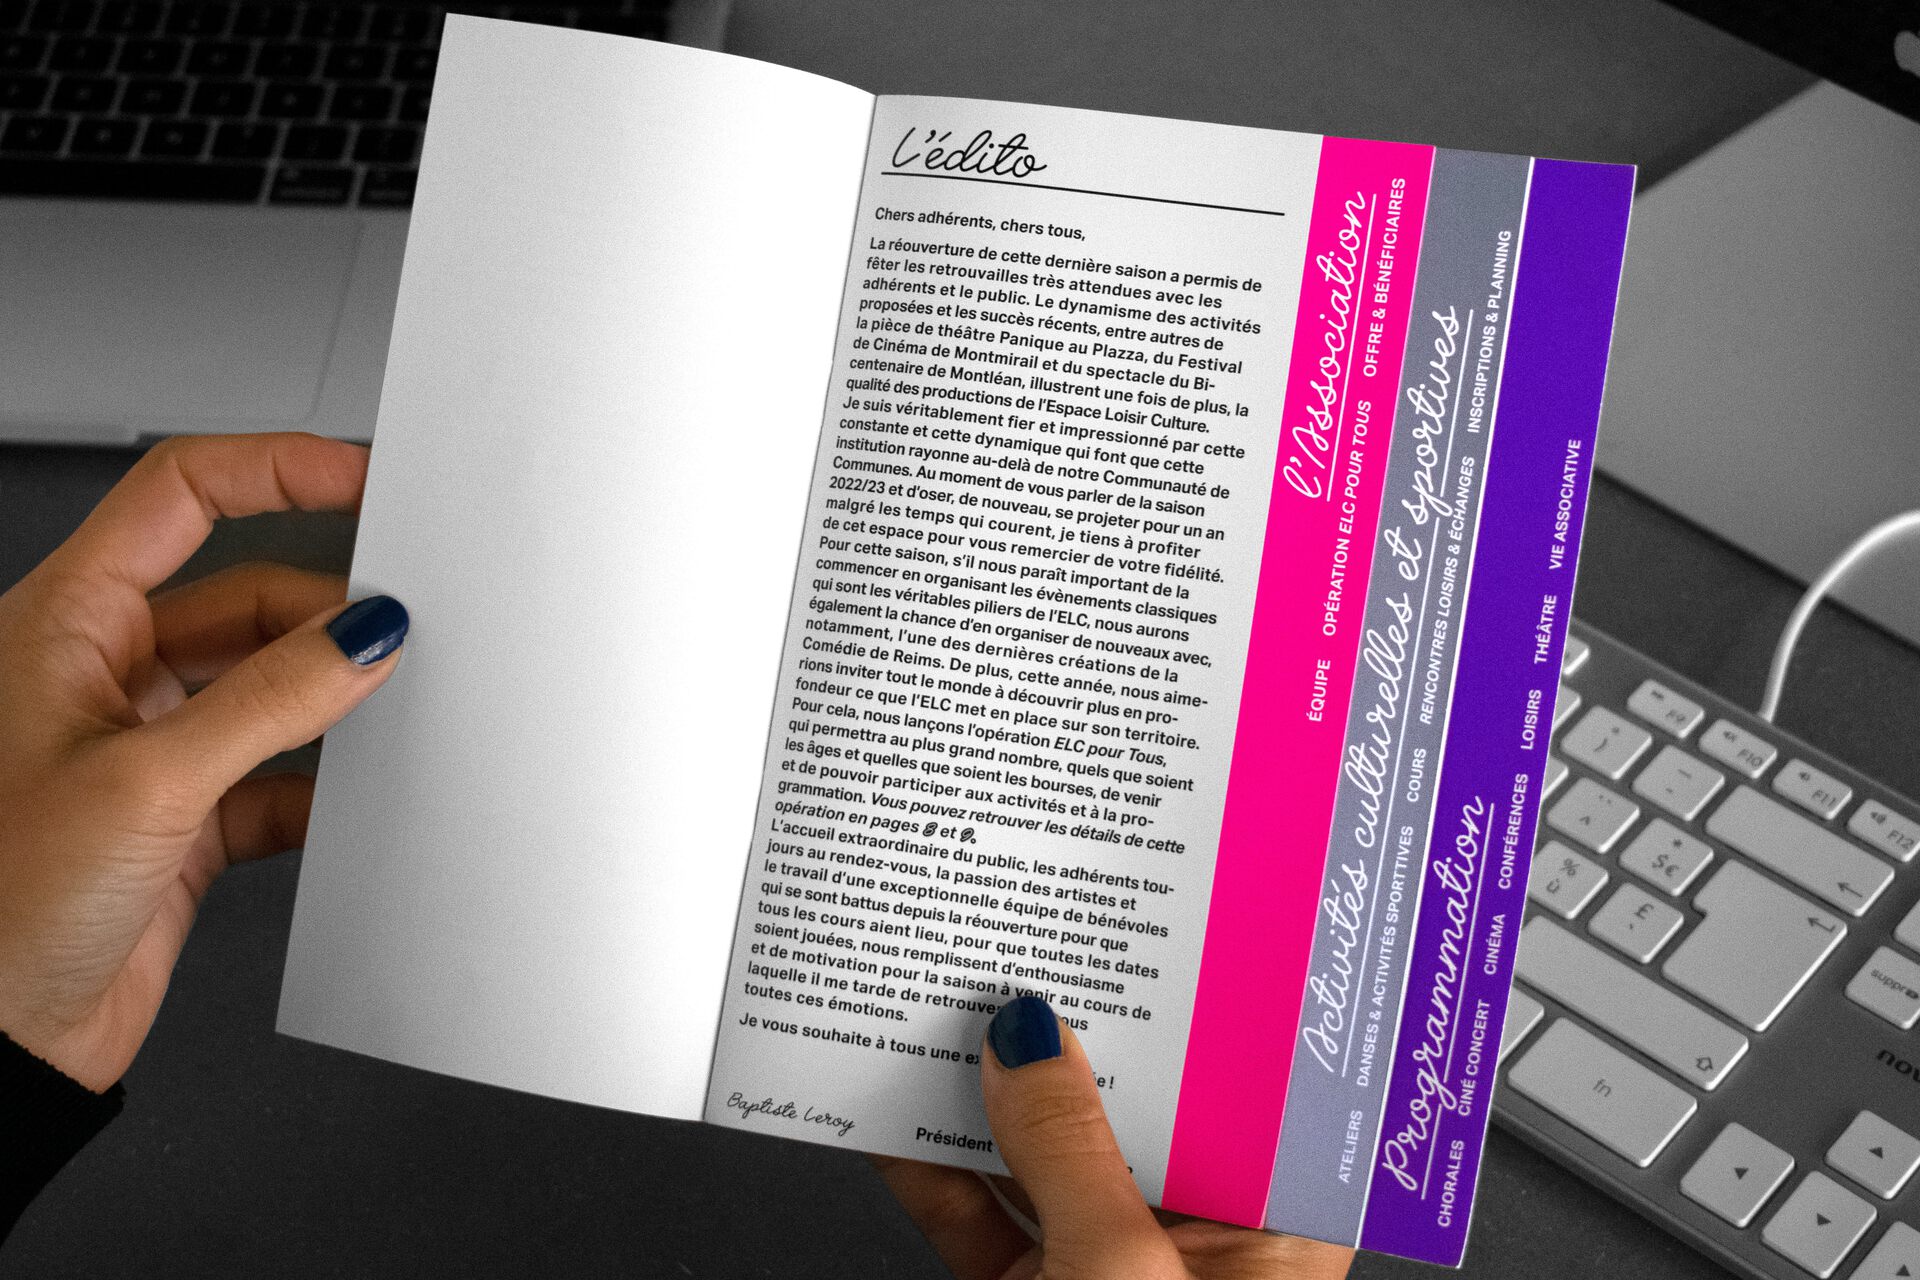 L'édito
Chers adhérents, chers tous,
La réouverture de cette dernière saison a permis de
fêter les retrouvailles très attendues avec les
adhérents et le public. Le dynamisme des activités
proposées et les succès récents, entre autres de
la pièce de théâtre Panique au Plazza, du Festival
de Cinéma de Montmirail et du spectacle du Bi-
centenaire de Montléan, illustrent une fois de plus, la
qualité des productions de l'Espace Loisir Culture.
Je suis véritablement fier et impressionné par cette
constante et cette dynamique qui font que cette
institution rayonne au-delà de notre Communauté de
Communes. Au moment de vous parler de la saison
2022/23 et d'oser, de nouveau, se projeter pour un an
malgré les temps qui courent, je tiens à profiter
de cet espace pour vous remercier de votre fidélité.
Pour cette saison, s'il nous paraît important de la
commencer en organisant les évènements classiques
qui sont les véritables piliers de l'ELC, nous aurons
également la chance d'en organiser de nouveaux avec,
notamment, l'une des dernières créations de la
Comédie de Reims. De plus, cette année, nous aime-
rions inviter tout le monde à découvrir plus en pro-
fondeur ce que l'ELC met en place sur son territoire.
Pour cela, nous lançons l'opération ELC pour Tous,
qui permettra au plus grand nombre, quels que soient
les âges et quelles que soient les bourses, de venir
et de pouvoir participer aux activités et à la pro-
grammation. Vous pouvez retrouver les détails de cette
opération en pages 8 et 9.
L'accueil extraordinaire du public, les adhérents tou-
jours au rendez-vous, la passion des artistes et
le travail d'une exceptionnelle équipe de bénévoles
qui se sont battus depuis la réouverture pour que
tous les cours aient lieu, pour que toutes les dates
soient jouées, nous remplissent d'enthousiasme
et de motivation pour la saison à venir au cours de
laquelle il me tarde de retrouver
toutes ces émotions.
Je vous souhaite à tous une
Baptiste Leroy
Président
l'Association
ÉQUIPE OPÉRATION ELC POUR TOUS OFFRE & BÉNÉFICIAIRES
Activités culturelles et sportives
ATELIERS DANSES & ACTIVITÉS SPORTTIVES COURS RENCONTRES LOISIRS & ÉCHANGES INSCRIPTIONS & PLANNING
Programmation
CHORALES CINÉ CONCERT CINÉMA CONFÉRENCES LOISIRS THÉÂTRE VIE ASSOCIATIVE
F9
F10
F11
F12
)
°
-
_
¨
^
*
$€
%
ù
£
suppr
fn